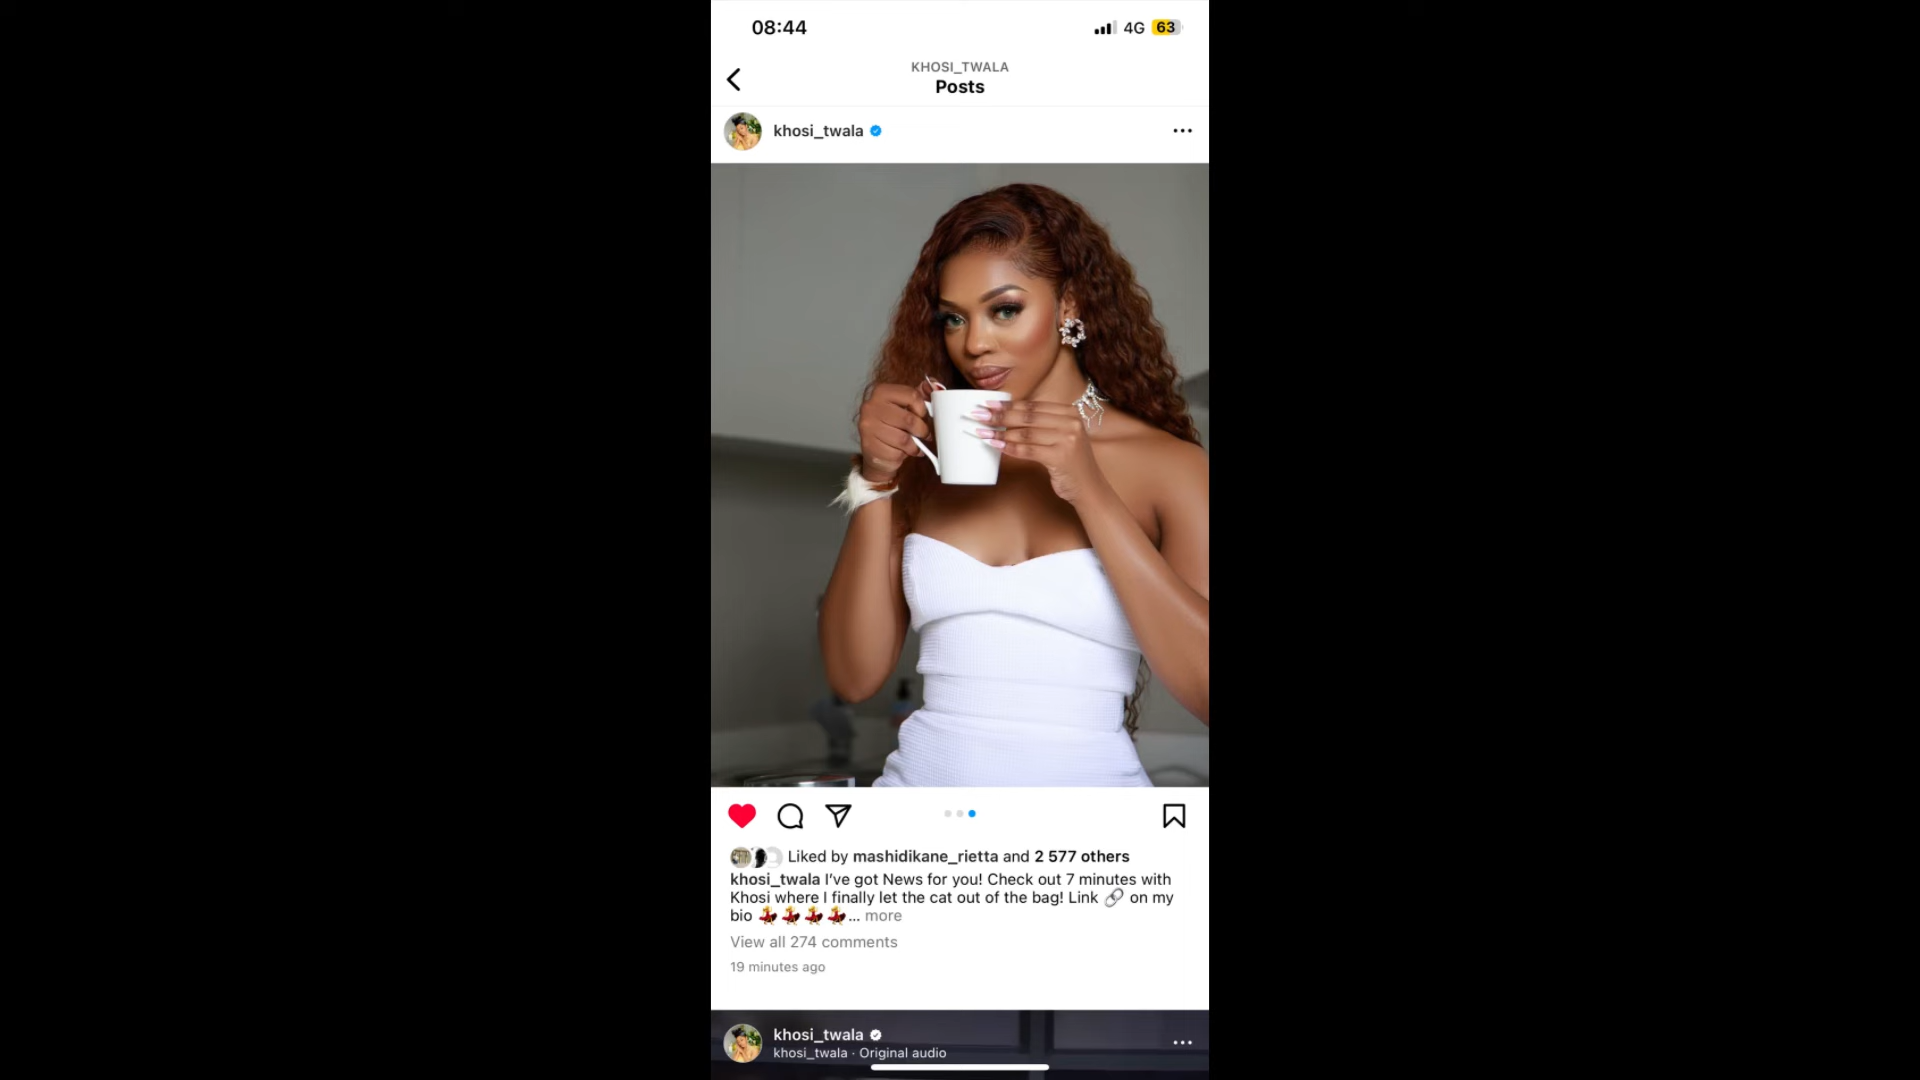 08:44
4G 63
KHOSI_TWALA
Posts
khosi_twala
Liked by mashidikane_rietta and 2 577 others
khosi_twala I’ve got News for you! Check out 7 minutes with
Khosi where I finally let the cat out of the bag! Link 🔗 on my
bio 💃💃💃💃... more
View all 274 comments
19 minutes ago
khosi_twala
khosi_twala · Original audio